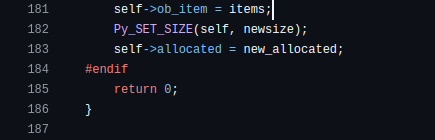 181 self->ob_item = items;
182 Py_SET_SIZE(self, newsize);
183 self->allocated = new_allocated;
184 #endif
185 return 0;
186 }
187